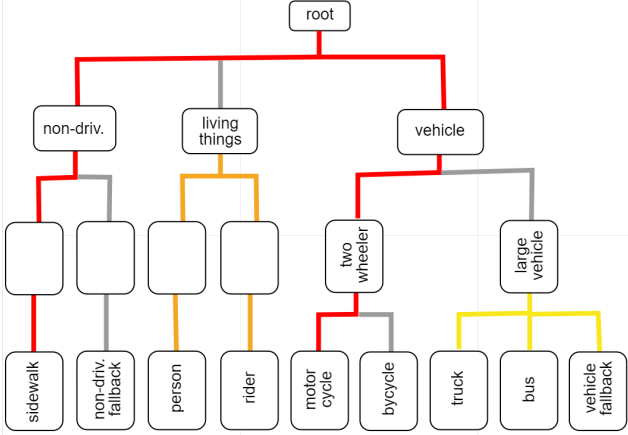 root
non-driv.
living
things
vehicle
two
wheeler
large
vehicle
sidewalk
non-driv.
fallback
person
rider
motor
cycle
bycycle
truck
bus
vehicle
fallback